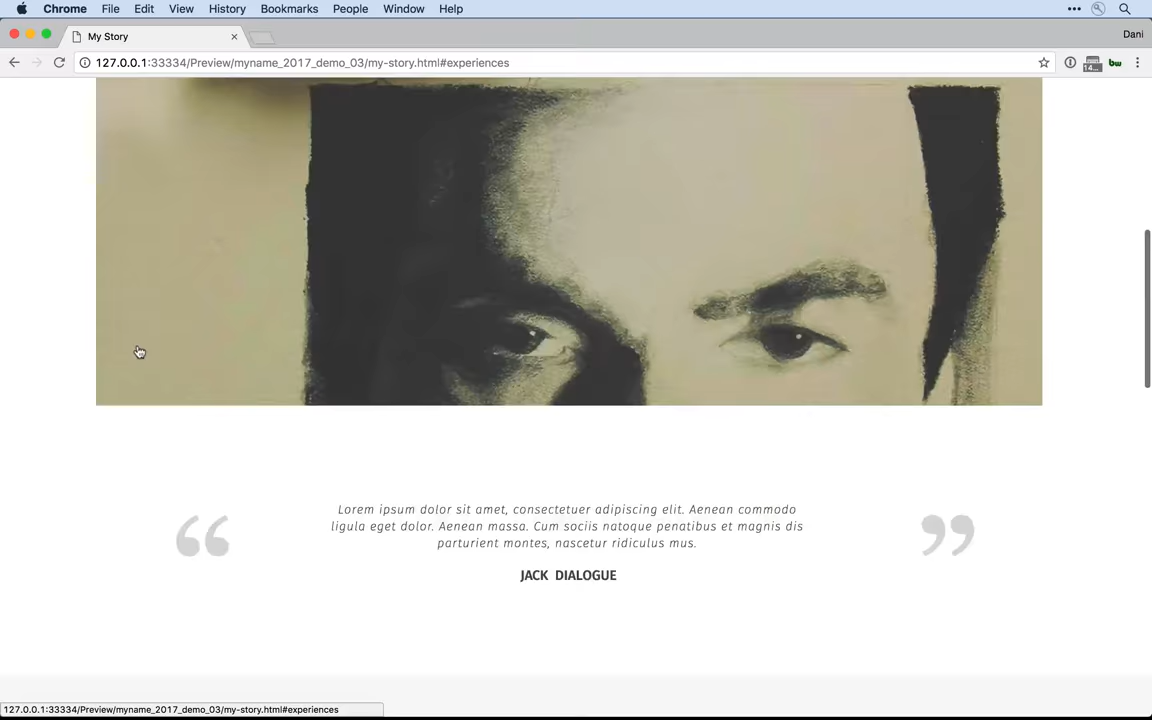 Chrome File Edit View History Bookmarks People Window Help
My Story
Dani
127.0.0.1:33334/Preview/myname_2017_demo_03/my-story.html#experiences
14...
bw
“ Lorem ipsum dolor sit amet, consectetuer adipiscing elit. Aenean commodo
ligula eget dolor. Aenean massa. Cum sociis natoque penatibus et magnis dis ”
parturient montes, nascetur ridiculus mus.
JACK DIALOGUE
127.0.0.1:33334/Preview/myname_2017_demo_03/my-story.html#experiences